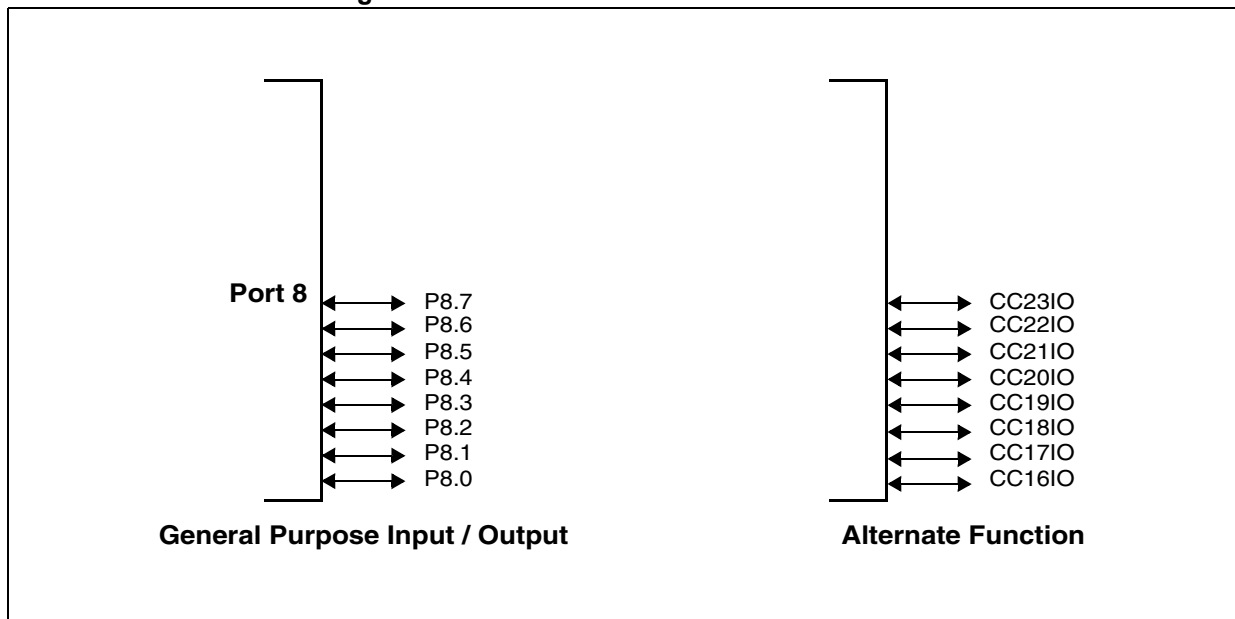 Port 8
P8.7
P8.6
P8.5
P8.4
P8.3
P8.2
P8.1
P8.0
General Purpose Input / Output
CC23IO
CC22IO
CC21IO
CC20IO
CC19IO
CC18IO
CC17IO
CC16IO
Alternate Function